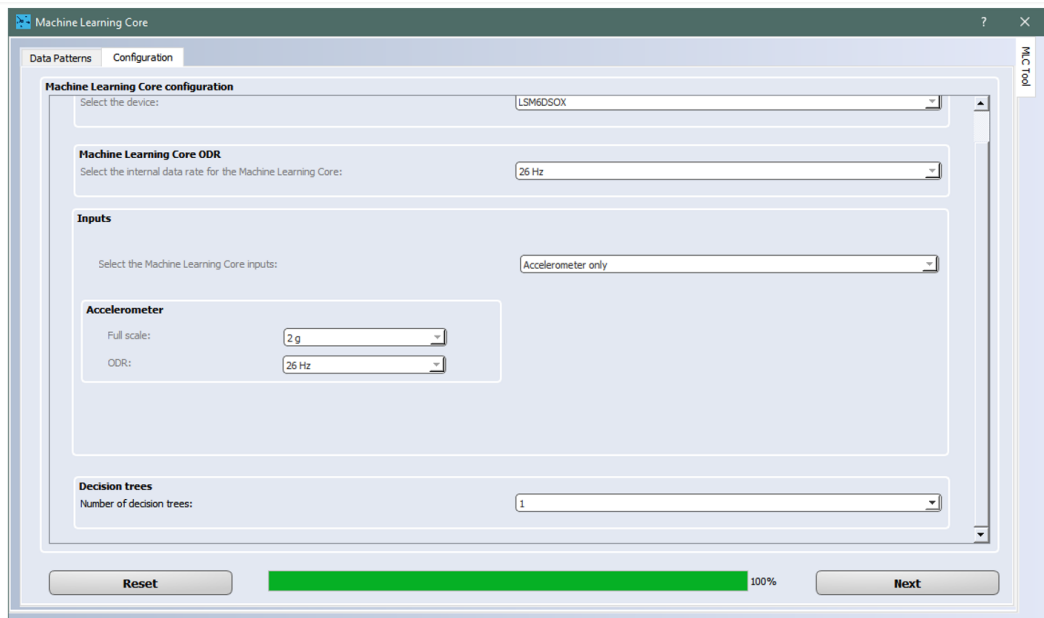 Machine Learning Core
? ×
Data Patterns Configuration
MLC Tool
Machine Learning Core configuration
Select the device: LSM6DSOX
Machine Learning Core ODR
Select the internal data rate for the Machine Learning Core: 26 Hz
Inputs
Select the Machine Learning Core inputs: Accelerometer only
Accelerometer
Full scale: 2 g
ODR: 26 Hz
Decision trees
Number of decision trees: 1
Reset 100% Next